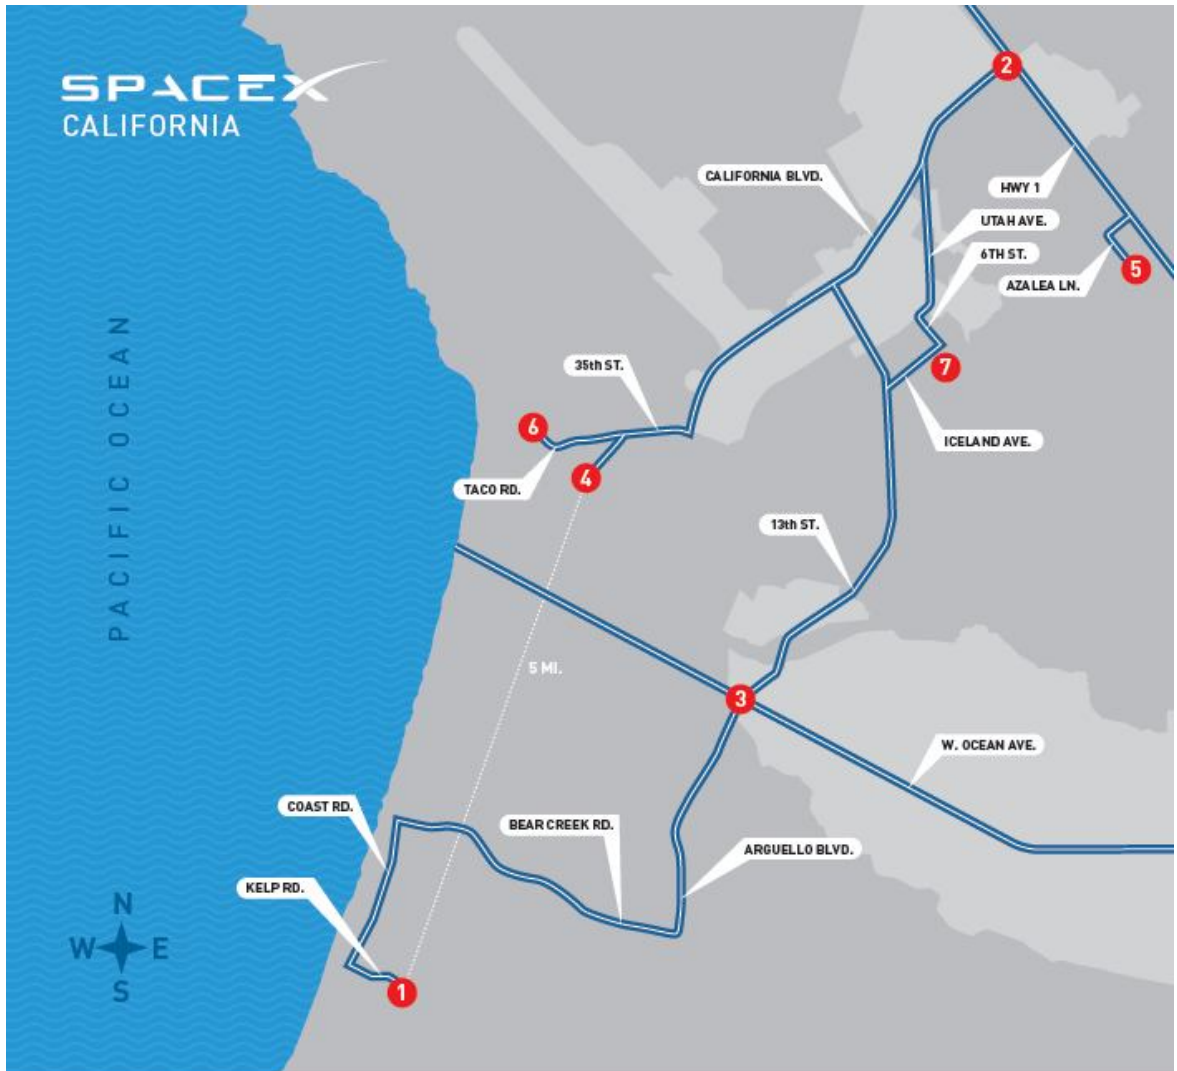 SPACEX
CALIFORNIA
2
CALIFORNIA BLVD.
HWY 1
UTAH AVE.
6TH ST.
5
AZALEA LN.
PACIFIC OCEAN
35th ST.
7
6
ICELAND AVE.
4
TACO RD.
13th ST.
5 MI.
3
W. OCEAN AVE.
COAST RD.
BEAR CREEK RD.
ARGUELLO BLVD.
KELP RD.
N
W E
S
1